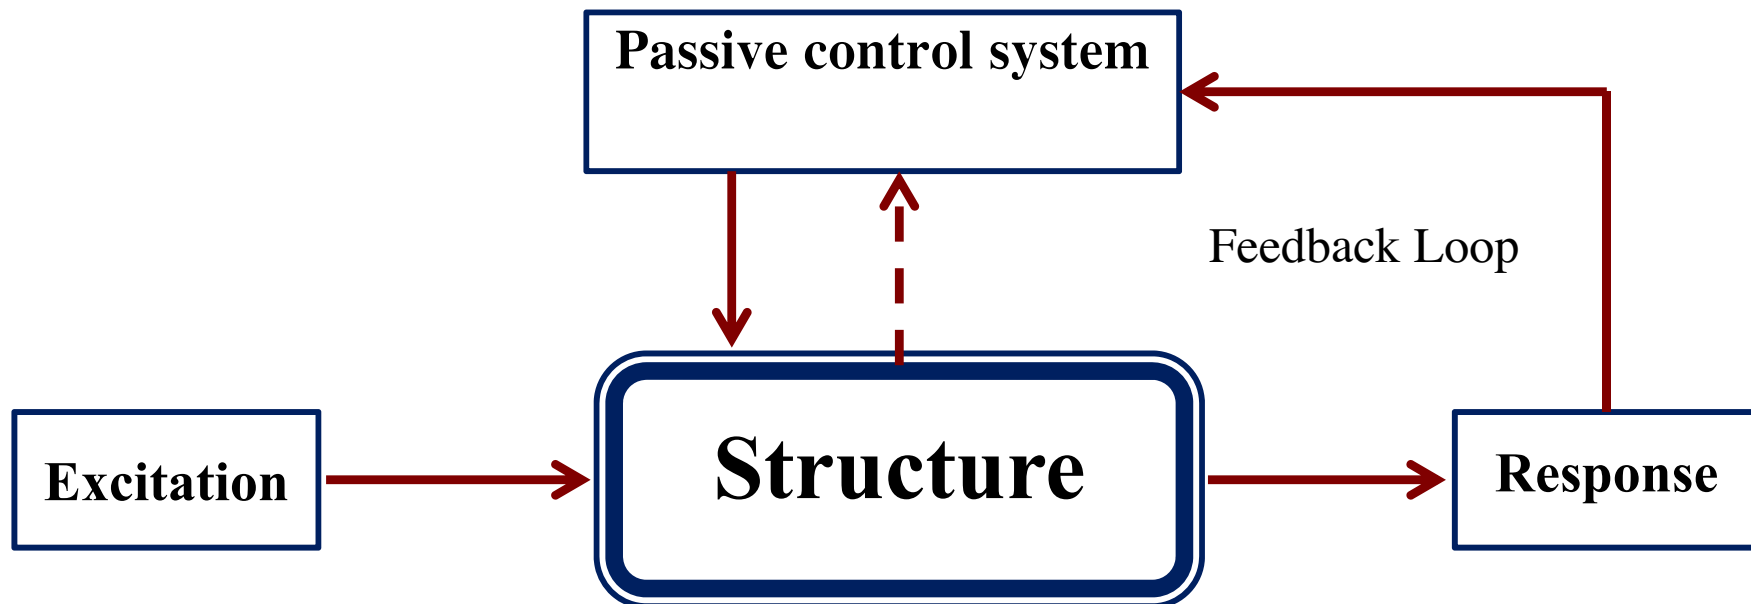 Passive control system
Feedback Loop
Excitation
Structure
Response